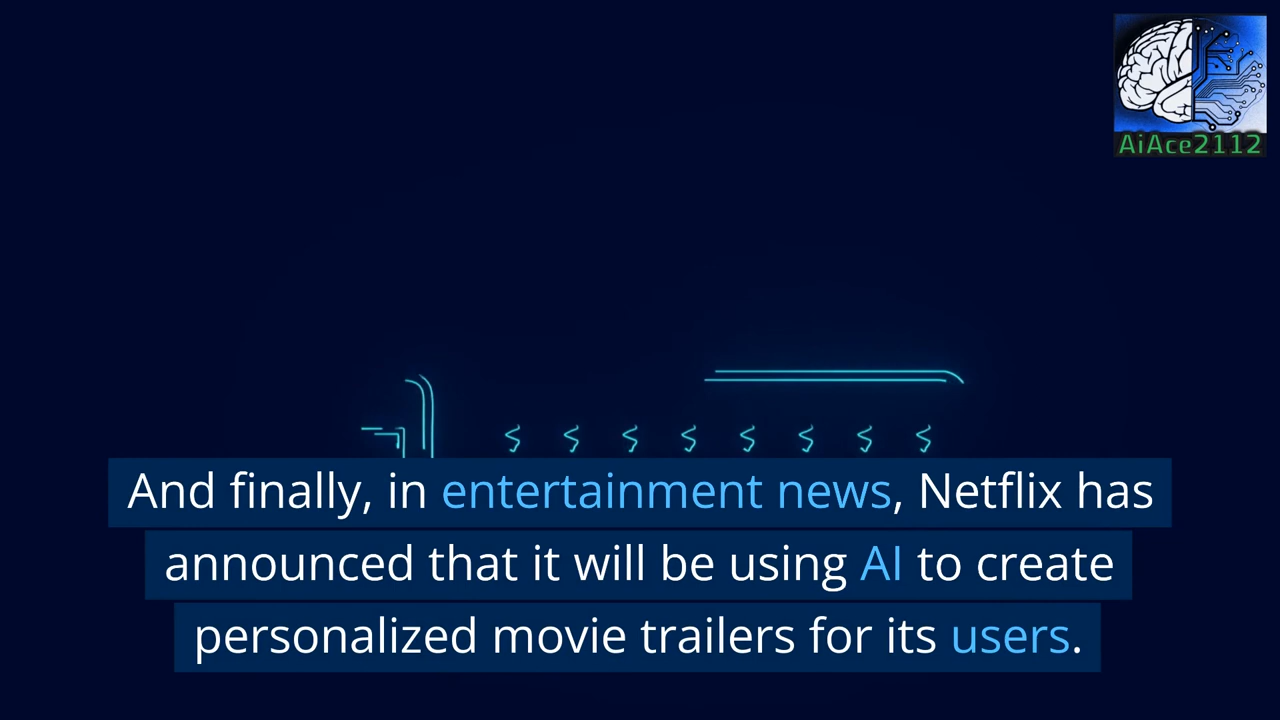 AiAce2112
And finally, in entertainment news, Netflix has
announced that it will be using AI to create
personalized movie trailers for its users.